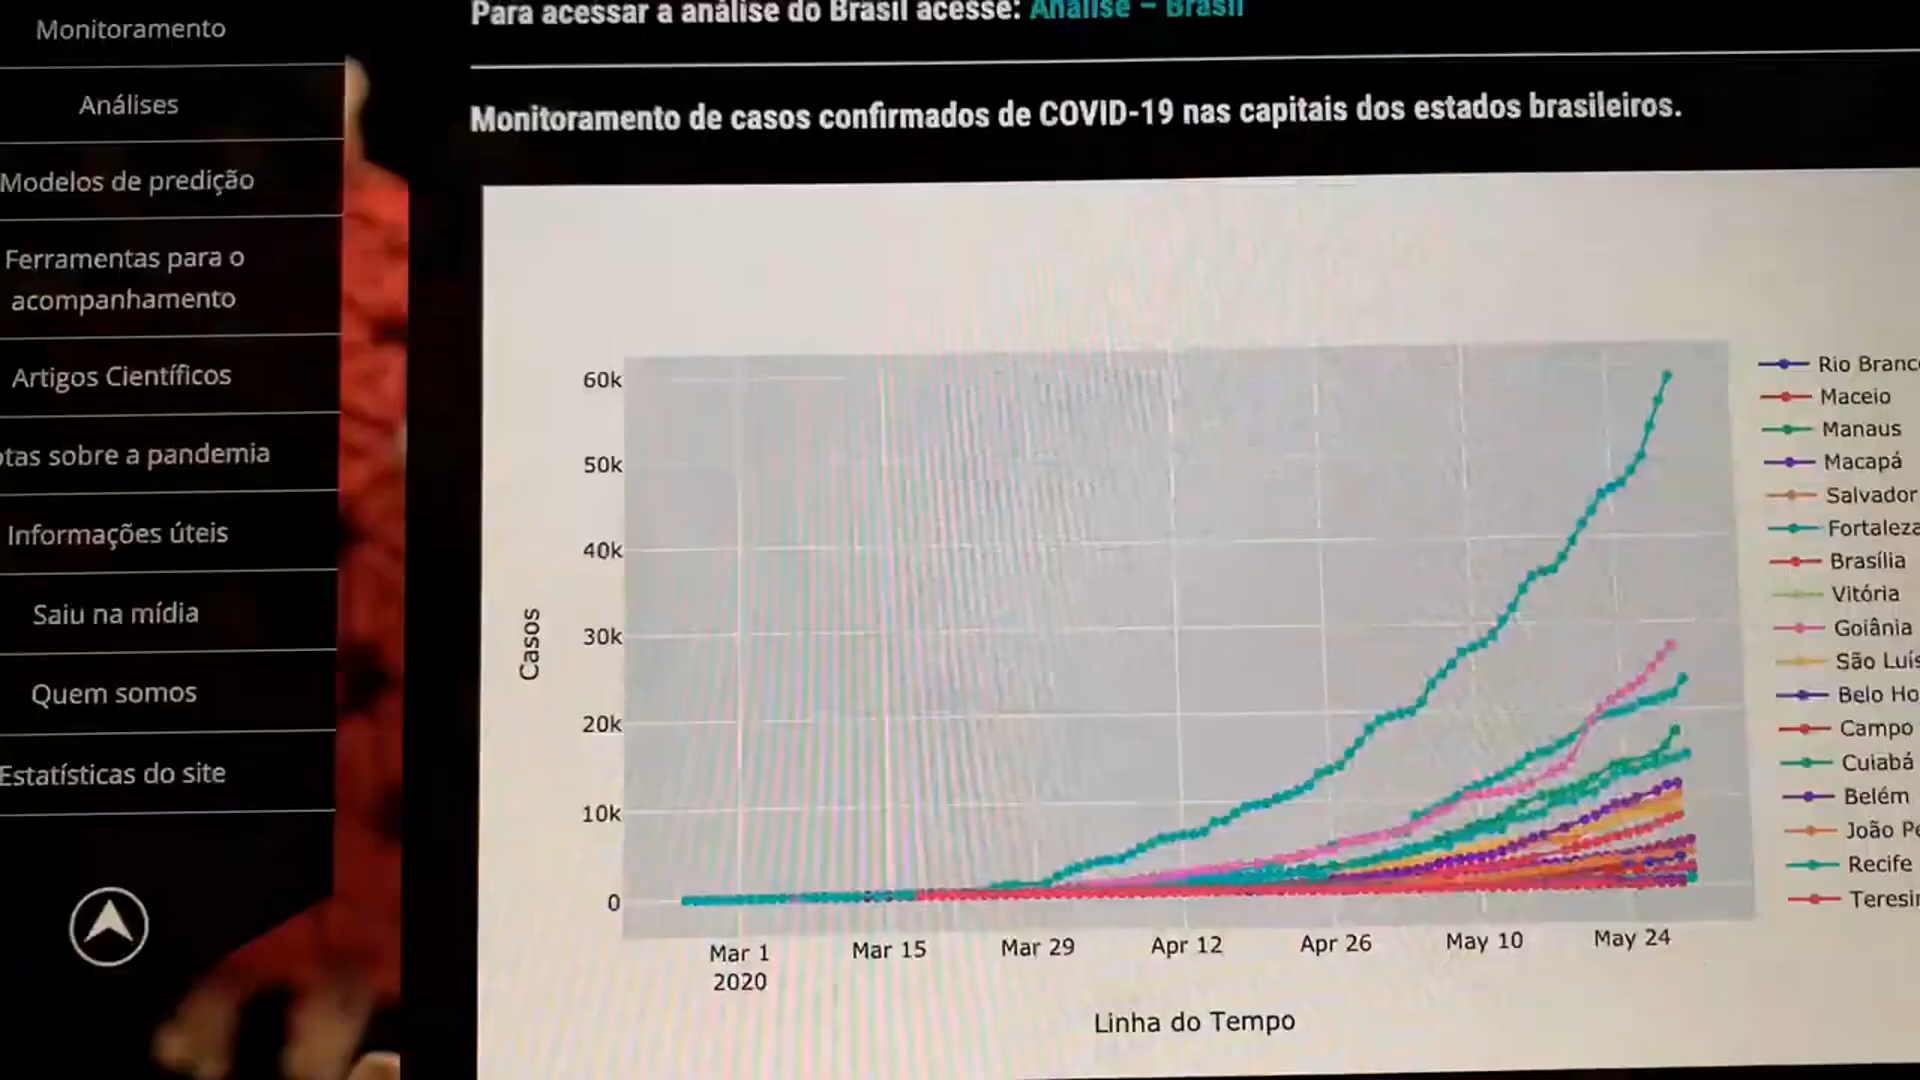 Monitoramento
Análises
Modelos de predição
Ferramentas para o
acompanhamento
Artigos Científicos
otas sobre a pandemia
Informações úteis
Saiu na mídia
Quem somos
Estatísticas do site
Para acessar a análise do Brasil acesse: Análise – Brasil
Monitoramento de casos confirmados de COVID-19 nas capitais dos estados brasileiros.
Casos
60k
50k
40k
30k
20k
10k
0
Mar 1
2020
Mar 15
Mar 29
Apr 12
Apr 26
May 10
May 24
Linha do Tempo
Rio Branc
Maceio
Manaus
Macapá
Salvador
Fortaleza
Brasília
Vitória
Goiânia
São Luís
Belo Ho
Campo
Cuiabá
Belém
João Pe
Recife
Teresin